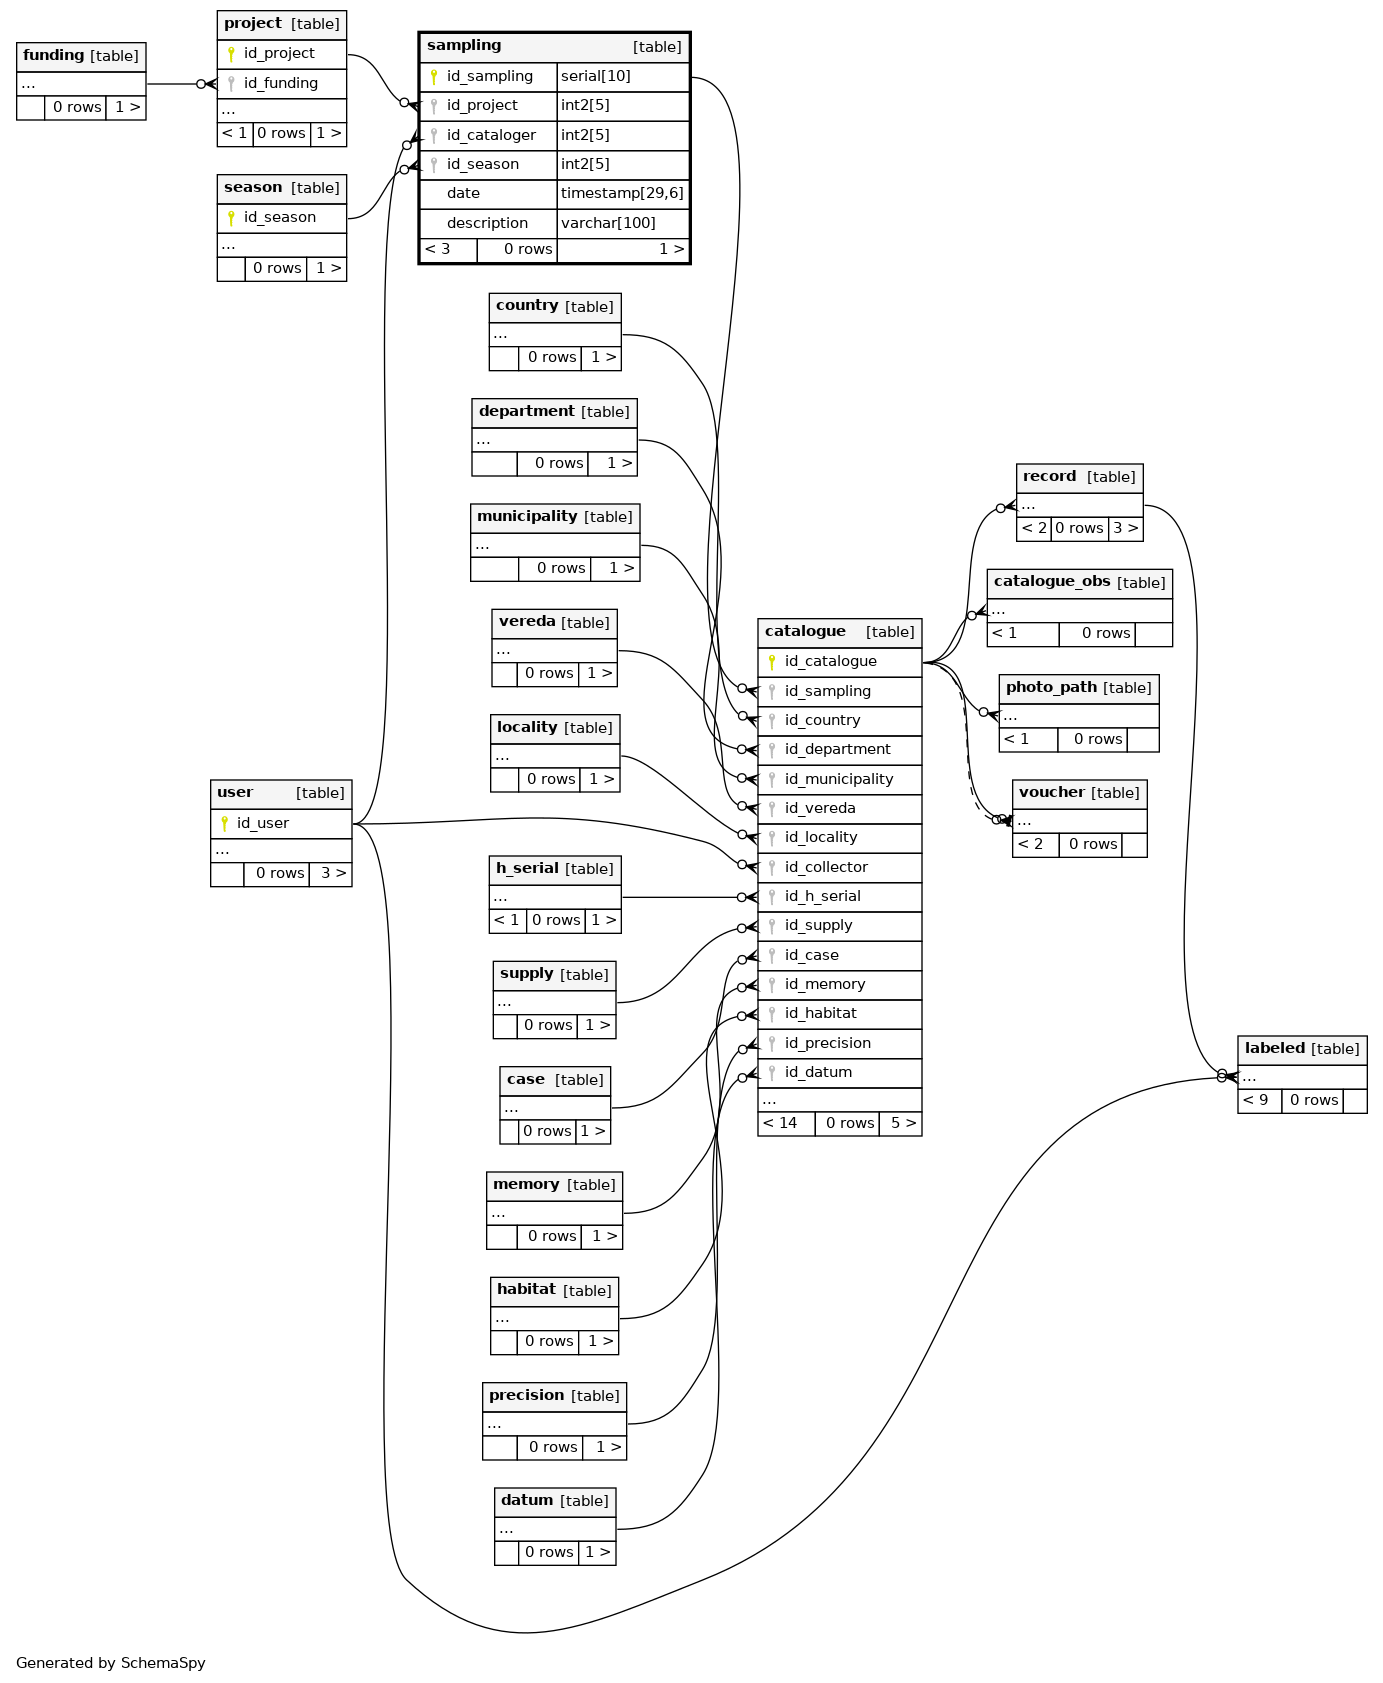 funding [table]
...
0 rows 1 >
project [table]
id_project
id_funding
...
< 1 0 rows 1 >
season [table]
id_season
...
0 rows 1 >
sampling [table]
id_sampling serial[10]
id_project int2[5]
id_cataloger int2[5]
id_season int2[5]
date timestamp[29,6]
description varchar[100]
< 3 0 rows 1 >
country [table]
...
0 rows 1 >
department [table]
...
0 rows 1 >
municipality [table]
...
0 rows 1 >
vereda [table]
...
0 rows 1 >
locality [table]
...
0 rows 1 >
user [table]
id_user
...
0 rows 3 >
h_serial [table]
...
< 1 0 rows 1 >
supply [table]
...
0 rows 1 >
case [table]
...
0 rows 1 >
memory [table]
...
0 rows 1 >
habitat [table]
...
0 rows 1 >
precision [table]
...
0 rows 1 >
datum [table]
...
0 rows 1 >
catalogue [table]
id_catalogue
id_sampling
id_country
id_department
id_municipality
id_vereda
id_locality
id_collector
id_h_serial
id_supply
id_case
id_memory
id_habitat
id_precision
id_datum
...
< 14 0 rows 5 >
record [table]
...
< 2 0 rows 3 >
catalogue_obs [table]
...
< 1 0 rows
photo_path [table]
...
< 1 0 rows
voucher [table]
...
< 2 0 rows
labeled [table]
...
< 9 0 rows
Generated by SchemaSpy